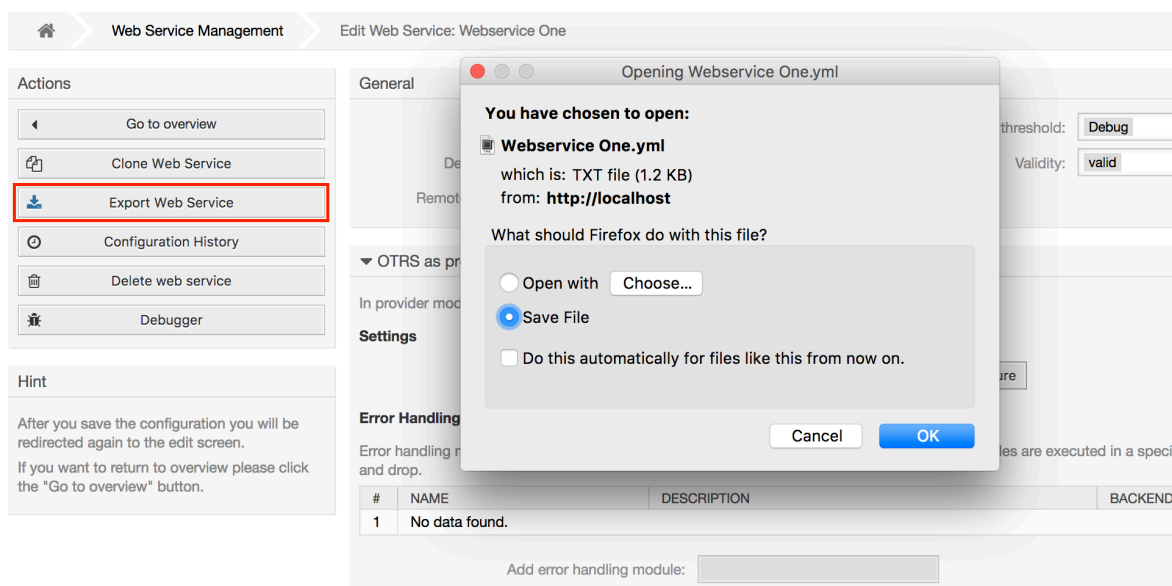 Web Service Management
Edit Web Service: Webservice One
Actions
Go to overview
Clone Web Service
Export Web Service
Configuration History
Delete web service
Debugger
Hint
After you save the configuration you will be
redirected again to the edit screen.
If you want to return to overview please click
the "Go to overview" button.
General
threshold:
Debug
De
Validity:
valid
Remot
Opening Webservice One.yml
You have chosen to open:
Webservice One.yml
which is: TXT file (1.2 KB)
from: http://localhost
What should Firefox do with this file?
Open with
Choose...
Save File
Do this automatically for files like this from now on.
Cancel
OK
OTRS as pr
In provider mod
Settings
ure
Error Handling
Error handling les are executed in a speci
and drop.
# NAME DESCRIPTION BACKEND
1 No data found.
Add error handling module: